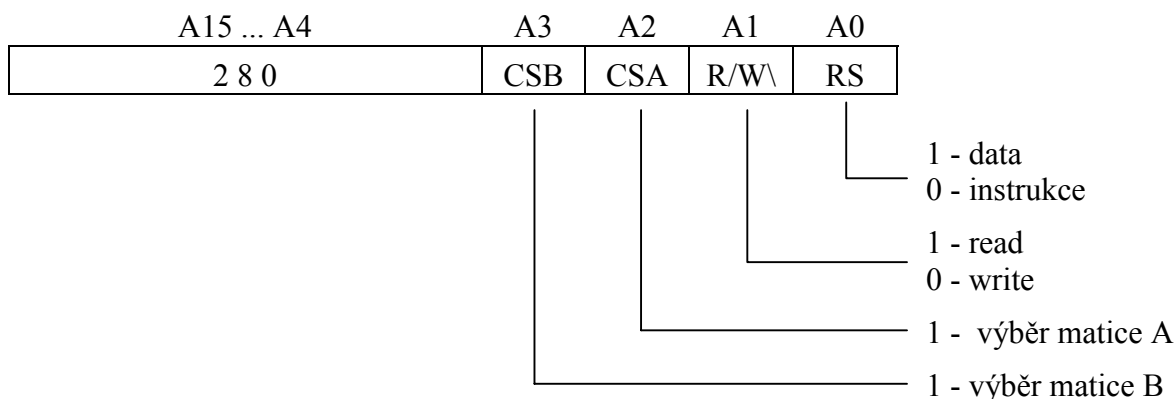 A15 ... A4 A3 A2 A1 A0
2 8 0 CSB CSA R/W\ RS
1 - data
0 - instrukce
1 - read
0 - write
1 - výběr matice A
1 - výběr matice B